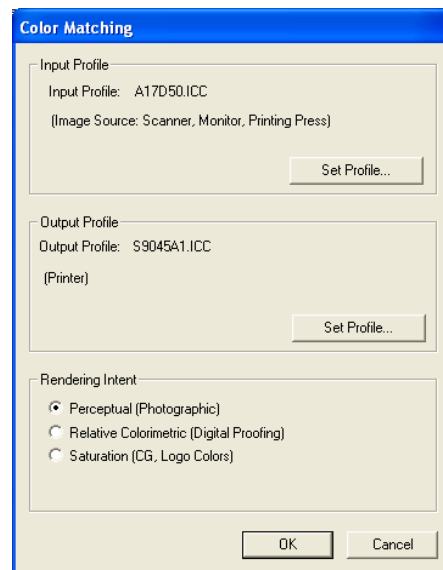 Color Matching
Input Profile
Input Profile: A17D50.ICC
(Image Source: Scanner, Monitor, Printing Press)
Set Profile...
Output Profile
Output Profile: S9045A1.ICC
(Printer)
Set Profile...
Rendering Intent
Perceptual (Photographic)
Relative Colorimetric (Digital Proofing)
Saturation (CG, Logo Colors)
OK Cancel